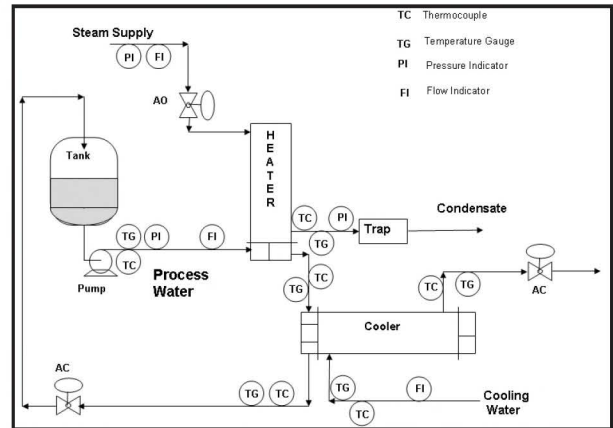 TC Thermocouple
TG Temperature Gauge
PI Pressure Indicator
FI Flow Indicator
Steam Supply
PI FI
AO
HEATER
Tank
TG PI FI
TC
Pump
Process
Water
TC PI
TG
Trap
Condensate
TC
TG
Cooler
TC TG
AC
AC
TG TC
TG FI
TC
Cooling
Water